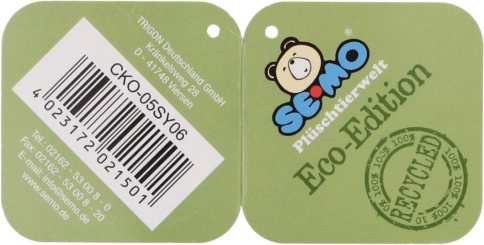 TRIGON Deutschland GmbH
Kränkelsweg 28
D - 41748 Viersen
CKO-05SY06
4 023172 021501
Tel. 02162 - 53 00 8 - 0
Fax. 02162 - 53 00 8 - 20
E-mail: info@semo.de
www.semo.de
SEMO
Plüschtierwelt
Eco-Edition
100% 100% 100% 100%
RECYCLED
100% 100% 100%